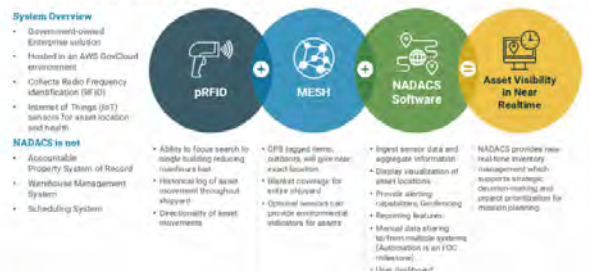 System Overview
• Government-owned
Enterprise solution
• Hosted in an AWS GovCloud
environment
• Collects Radio Frequency
Identification (RFID)
• Internet of Things (IoT)
sensors for asset location
and health
NADACS is not
• Accountable
Property System of Record
• Warehouse Management
System
• Scheduling System
pRFID
+
MESH
+
NADACS
Software
=
Asset Visibility
in Near
Realtime
• Ability to focus search to
single building reducing
manhours lost
• Historical log of asset
movement throughout
shipyard
• Directionality of asset
movements
• GPS tagged items,
outdoors, will give near
exact location
• Blanket coverage for
entire shipyard
• Optional sensors can
provide environmental
indicators for assets
• Ingest sensor data and
aggregate information
• Display visualization of
asset locations
• Provide alerting
capabilities, Geofencing
• Reporting features
• Manual data sharing
to/from multiple systems
(Automation is an FOC
milestone)
• User dashboard
NADACS provides near
real-time inventory
management which
supports strategic
decision-making and
project prioritization for
mission planning.